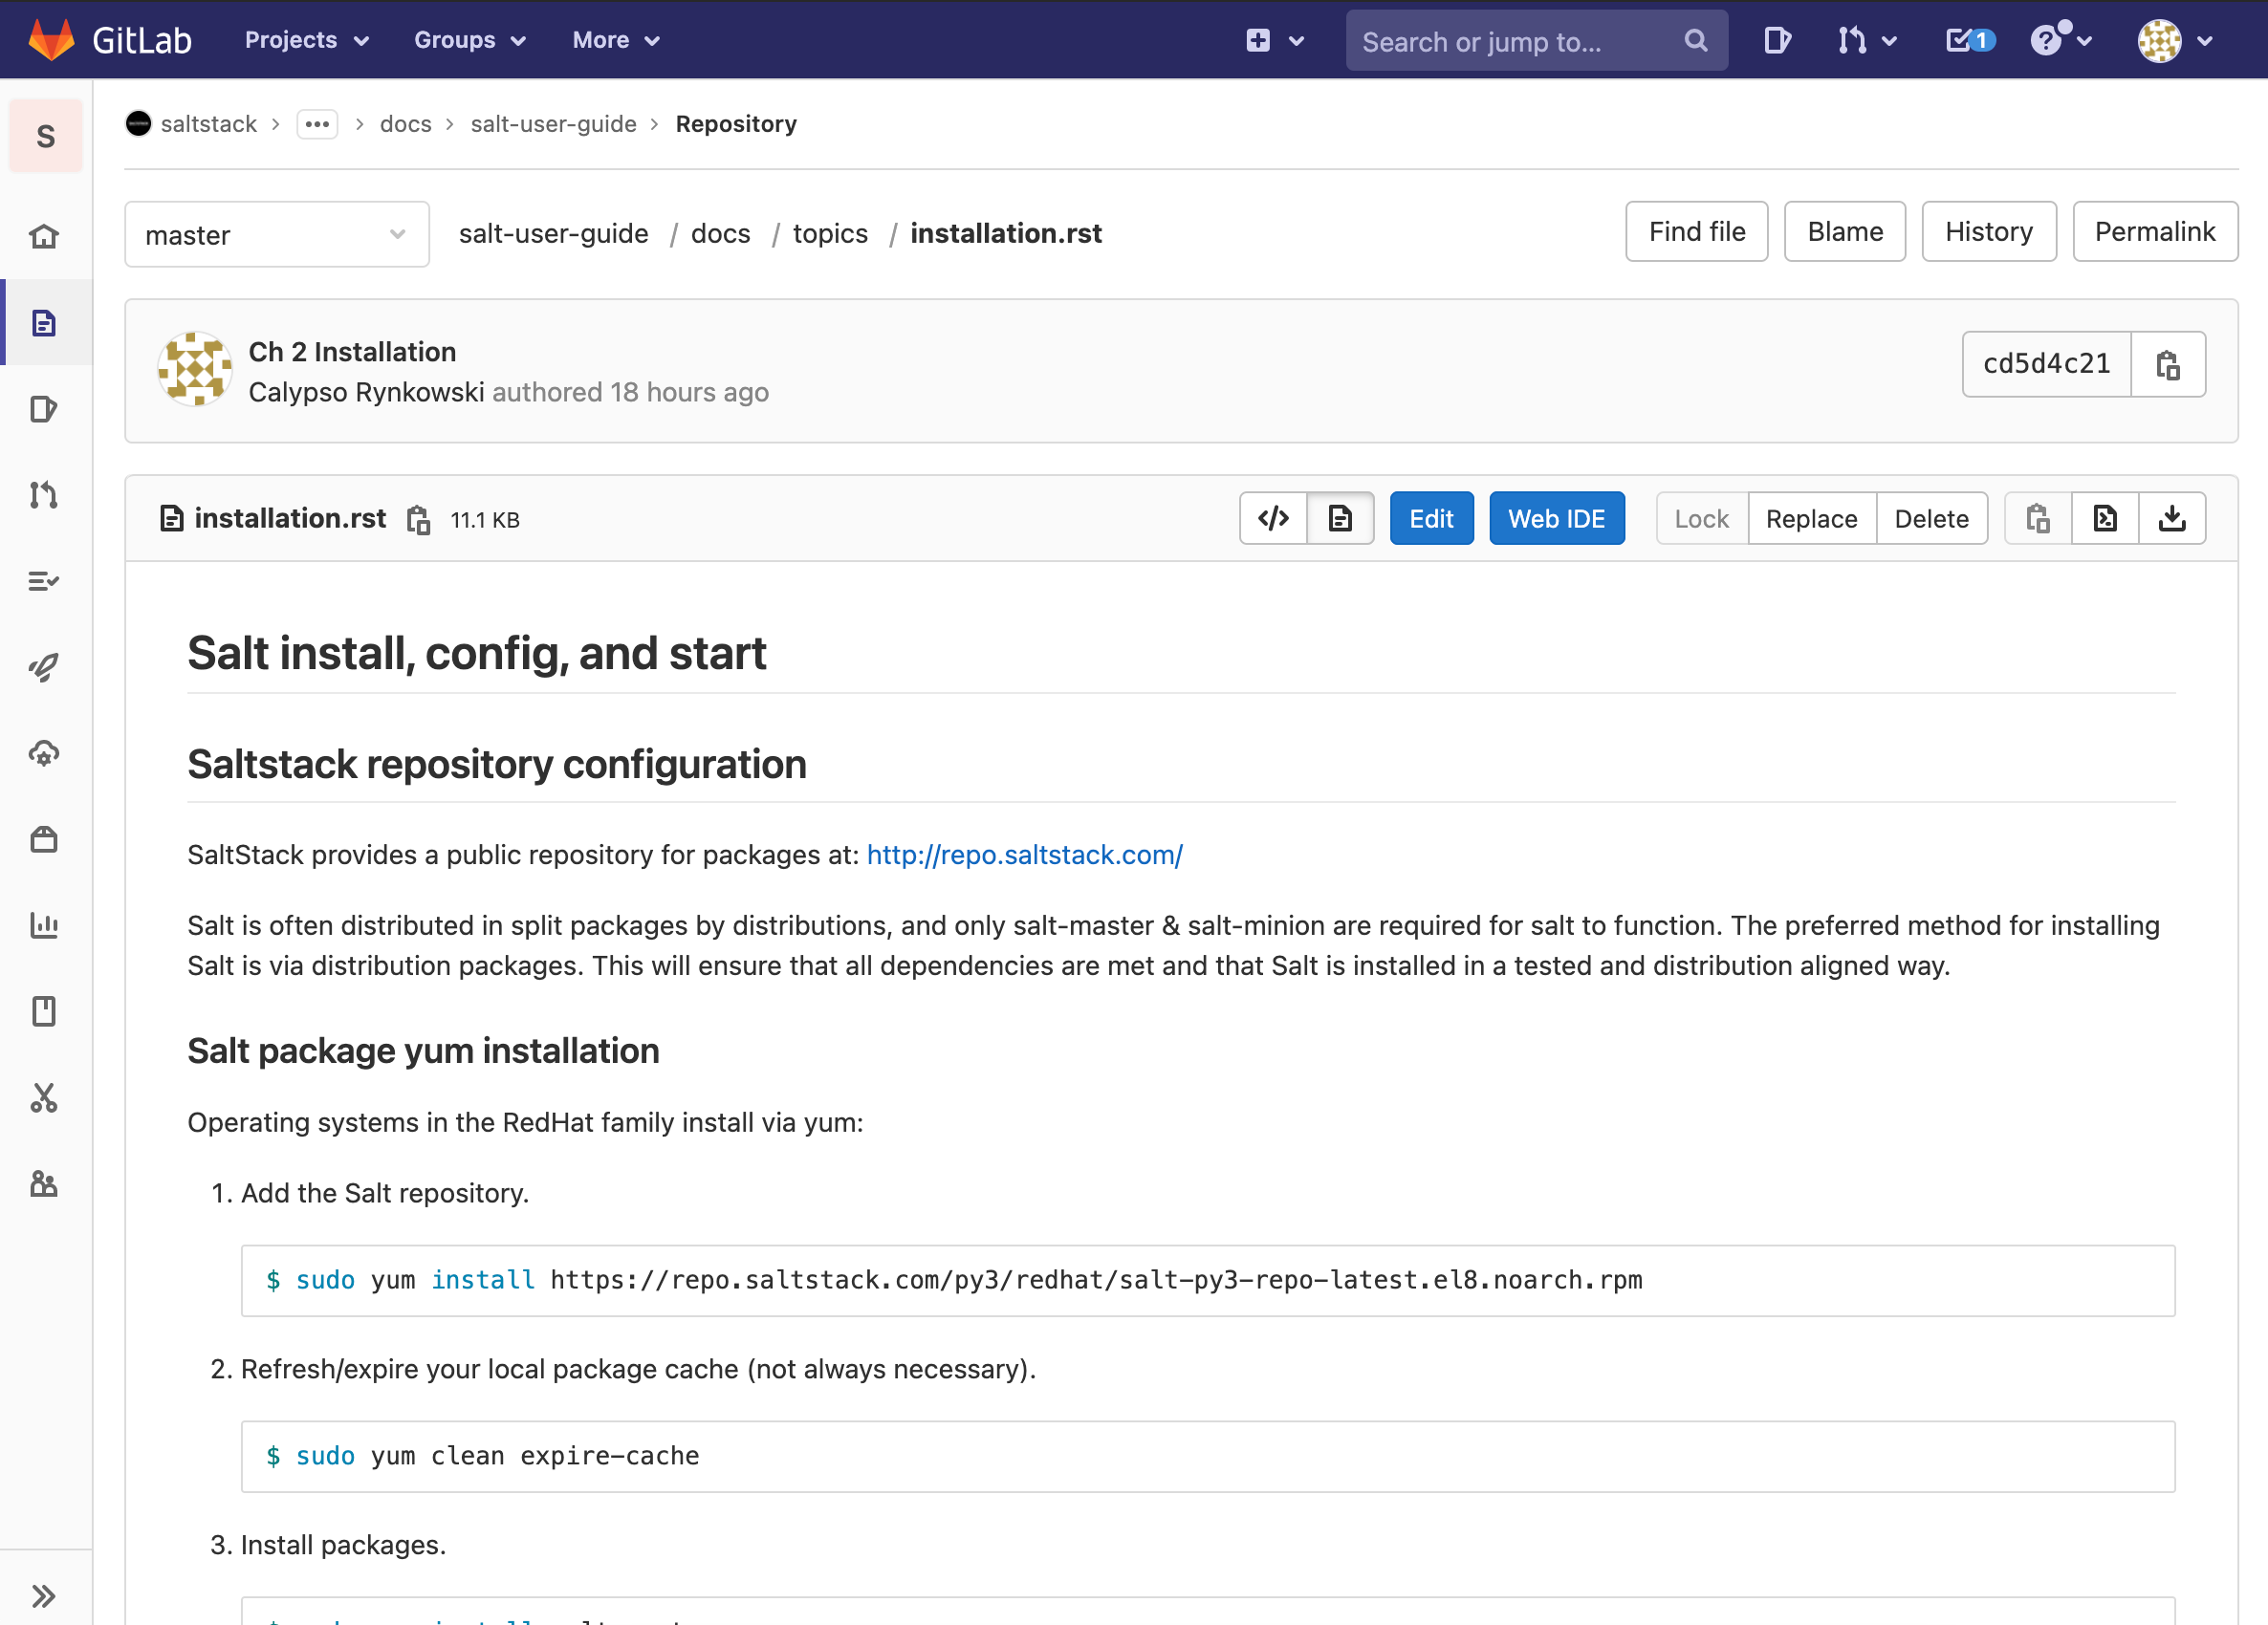 GitLab Projects Groups More Search or jump to... 1
S
saltstack > ... > docs > salt-user-guide > Repository
master salt-user-guide / docs / topics / installation.rst Find file Blame History Permalink
Ch 2 Installation
Calypso Rynkowski authored 18 hours ago
cd5d4c21
installation.rst 11.1 KB </> Edit Web IDE Lock Replace Delete
Salt install, config, and start
Saltstack repository configuration
SaltStack provides a public repository for packages at: http://repo.saltstack.com/
Salt is often distributed in split packages by distributions, and only salt-master & salt-minion are required for salt to function. The preferred method for installing
Salt is via distribution packages. This will ensure that all dependencies are met and that Salt is installed in a tested and distribution aligned way.
Salt package yum installation
Operating systems in the RedHat family install via yum:
1. Add the Salt repository.
$ sudo yum install https://repo.saltstack.com/py3/redhat/salt-py3-repo-latest.el8.noarch.rpm
2. Refresh/expire your local package cache (not always necessary).
$ sudo yum clean expire-cache
3. Install packages.